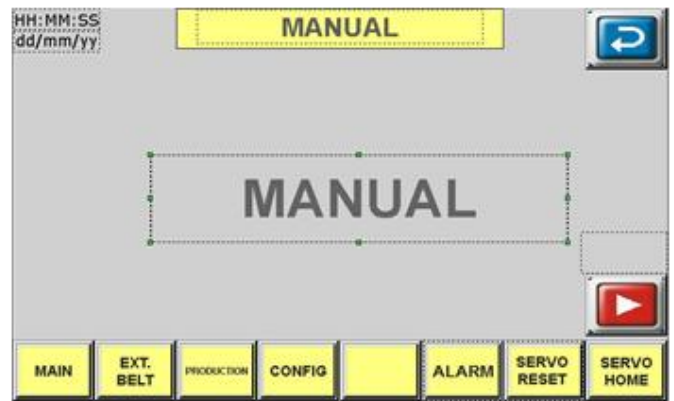 HH:MM:SS
dd/mm/yy
MANUAL
MANUAL
MAIN
EXT.
BELT
PRODUCTION
CONFIG
ALARM
SERVO
RESET
SERVO
HOME